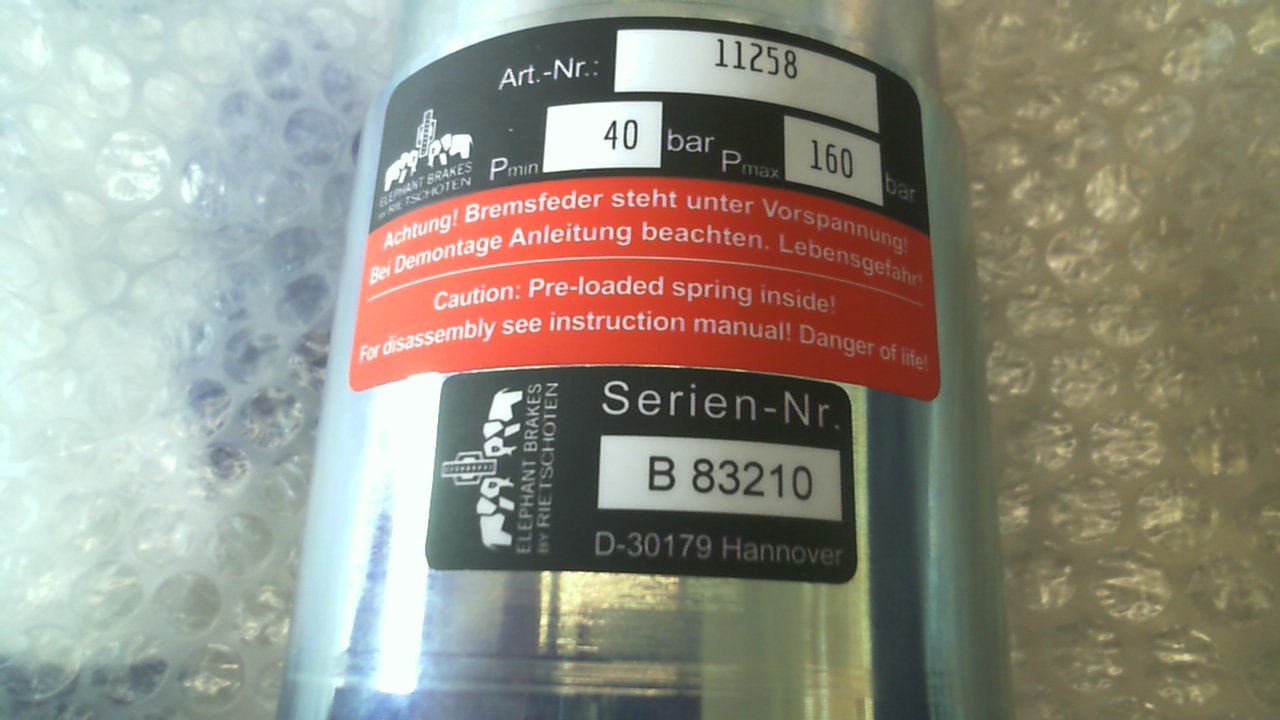 Art.-Nr.: 11258
Pmin 40 bar Pmax 160 bar
ELEPHANT BRAKES
BY RIETSCHOTEN
Achtung! Bremsfeder steht unter Vorspannung!
Bei Demontage Anleitung beachten. Lebensgefahr!
Caution: Pre-loaded spring inside!
For disassembly see instruction manual! Danger of life!
ELEPHANT BRAKES
BY RIETSCHOTEN
Serien-Nr.
B 83210
D-30179 Hannover